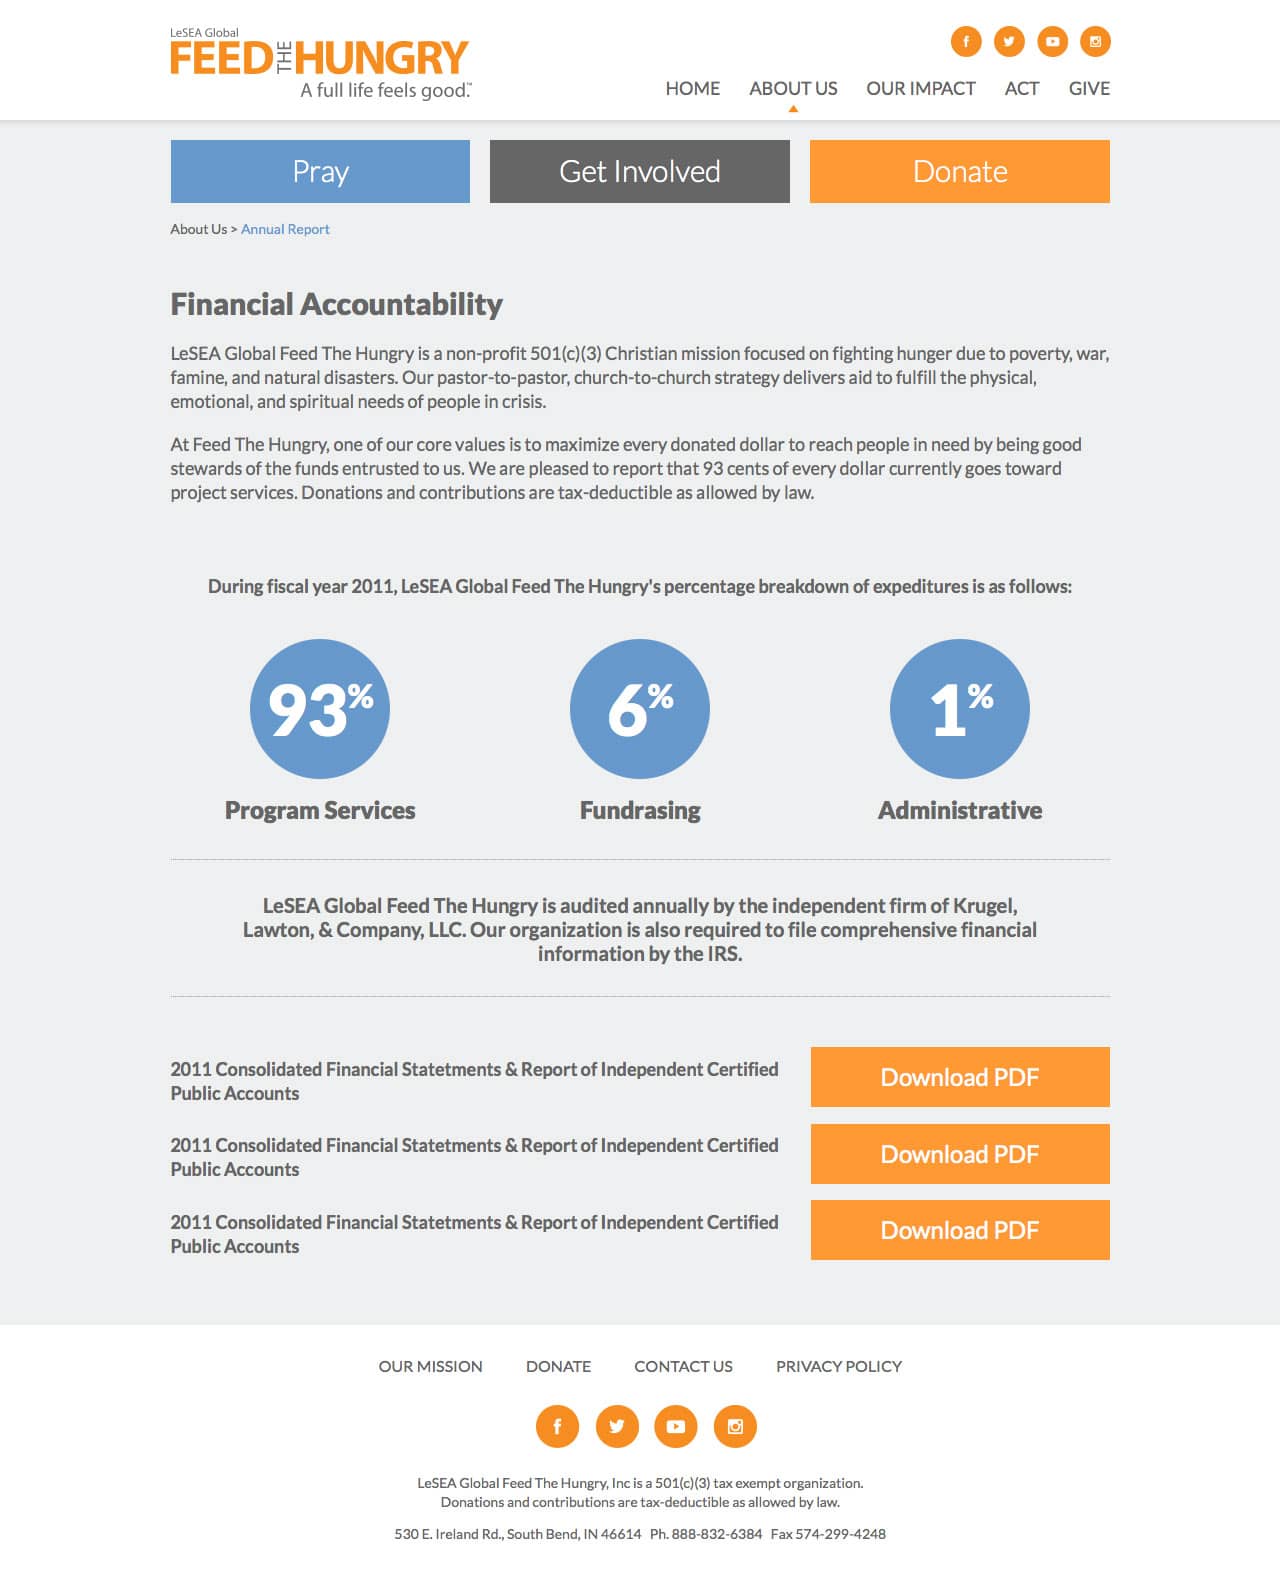 LeSEA Global
FEED THE HUNGRY
A full life feels good.™
HOME ABOUT US OUR IMPACT ACT GIVE
Pray Get Involved Donate
About Us > Annual Report
Financial Accountability
LeSEA Global Feed The Hungry is a non-profit 501(c)(3) Christian mission focused on fighting hunger due to poverty, war,
famine, and natural disasters. Our pastor-to-pastor, church-to-church strategy delivers aid to fulfill the physical,
emotional, and spiritual needs of people in crisis.
At Feed The Hungry, one of our core values is to maximize every donated dollar to reach people in need by being good
stewards of the funds entrusted to us. We are pleased to report that 93 cents of every dollar currently goes toward
project services. Donations and contributions are tax-deductible as allowed by law.
During fiscal year 2011, LeSEA Global Feed The Hungry's percentage breakdown of expeditures is as follows:
93% 6% 1%
Program Services Fundrasing Administrative
LeSEA Global Feed The Hungry is audited annually by the independent firm of Krugel,
Lawton, & Company, LLC. Our organization is also required to file comprehensive financial
information by the IRS.
2011 Consolidated Financial Statetments & Report of Independent Certified
Public Accounts
Download PDF
2011 Consolidated Financial Statetments & Report of Independent Certified
Public Accounts
Download PDF
2011 Consolidated Financial Statetments & Report of Independent Certified
Public Accounts
Download PDF
OUR MISSION DONATE CONTACT US PRIVACY POLICY
LeSEA Global Feed The Hungry, Inc is a 501(c)(3) tax exempt organization.
Donations and contributions are tax-deductible as allowed by law.
530 E. Ireland Rd., South Bend, IN 46614 Ph. 888-832-6384 Fax 574-299-4248